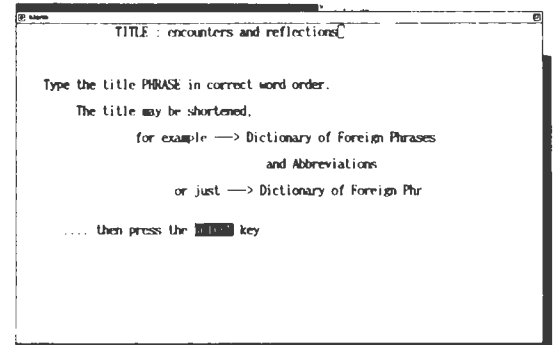 TITLE : encounters and reflections
Type the title PHRASE in correct word order.
The title may be shortened,
for example ––> Dictionary of Foreign Phrases
and Abbreviations
or just ––> Dictionary of Foreign Phr
.... then press the key